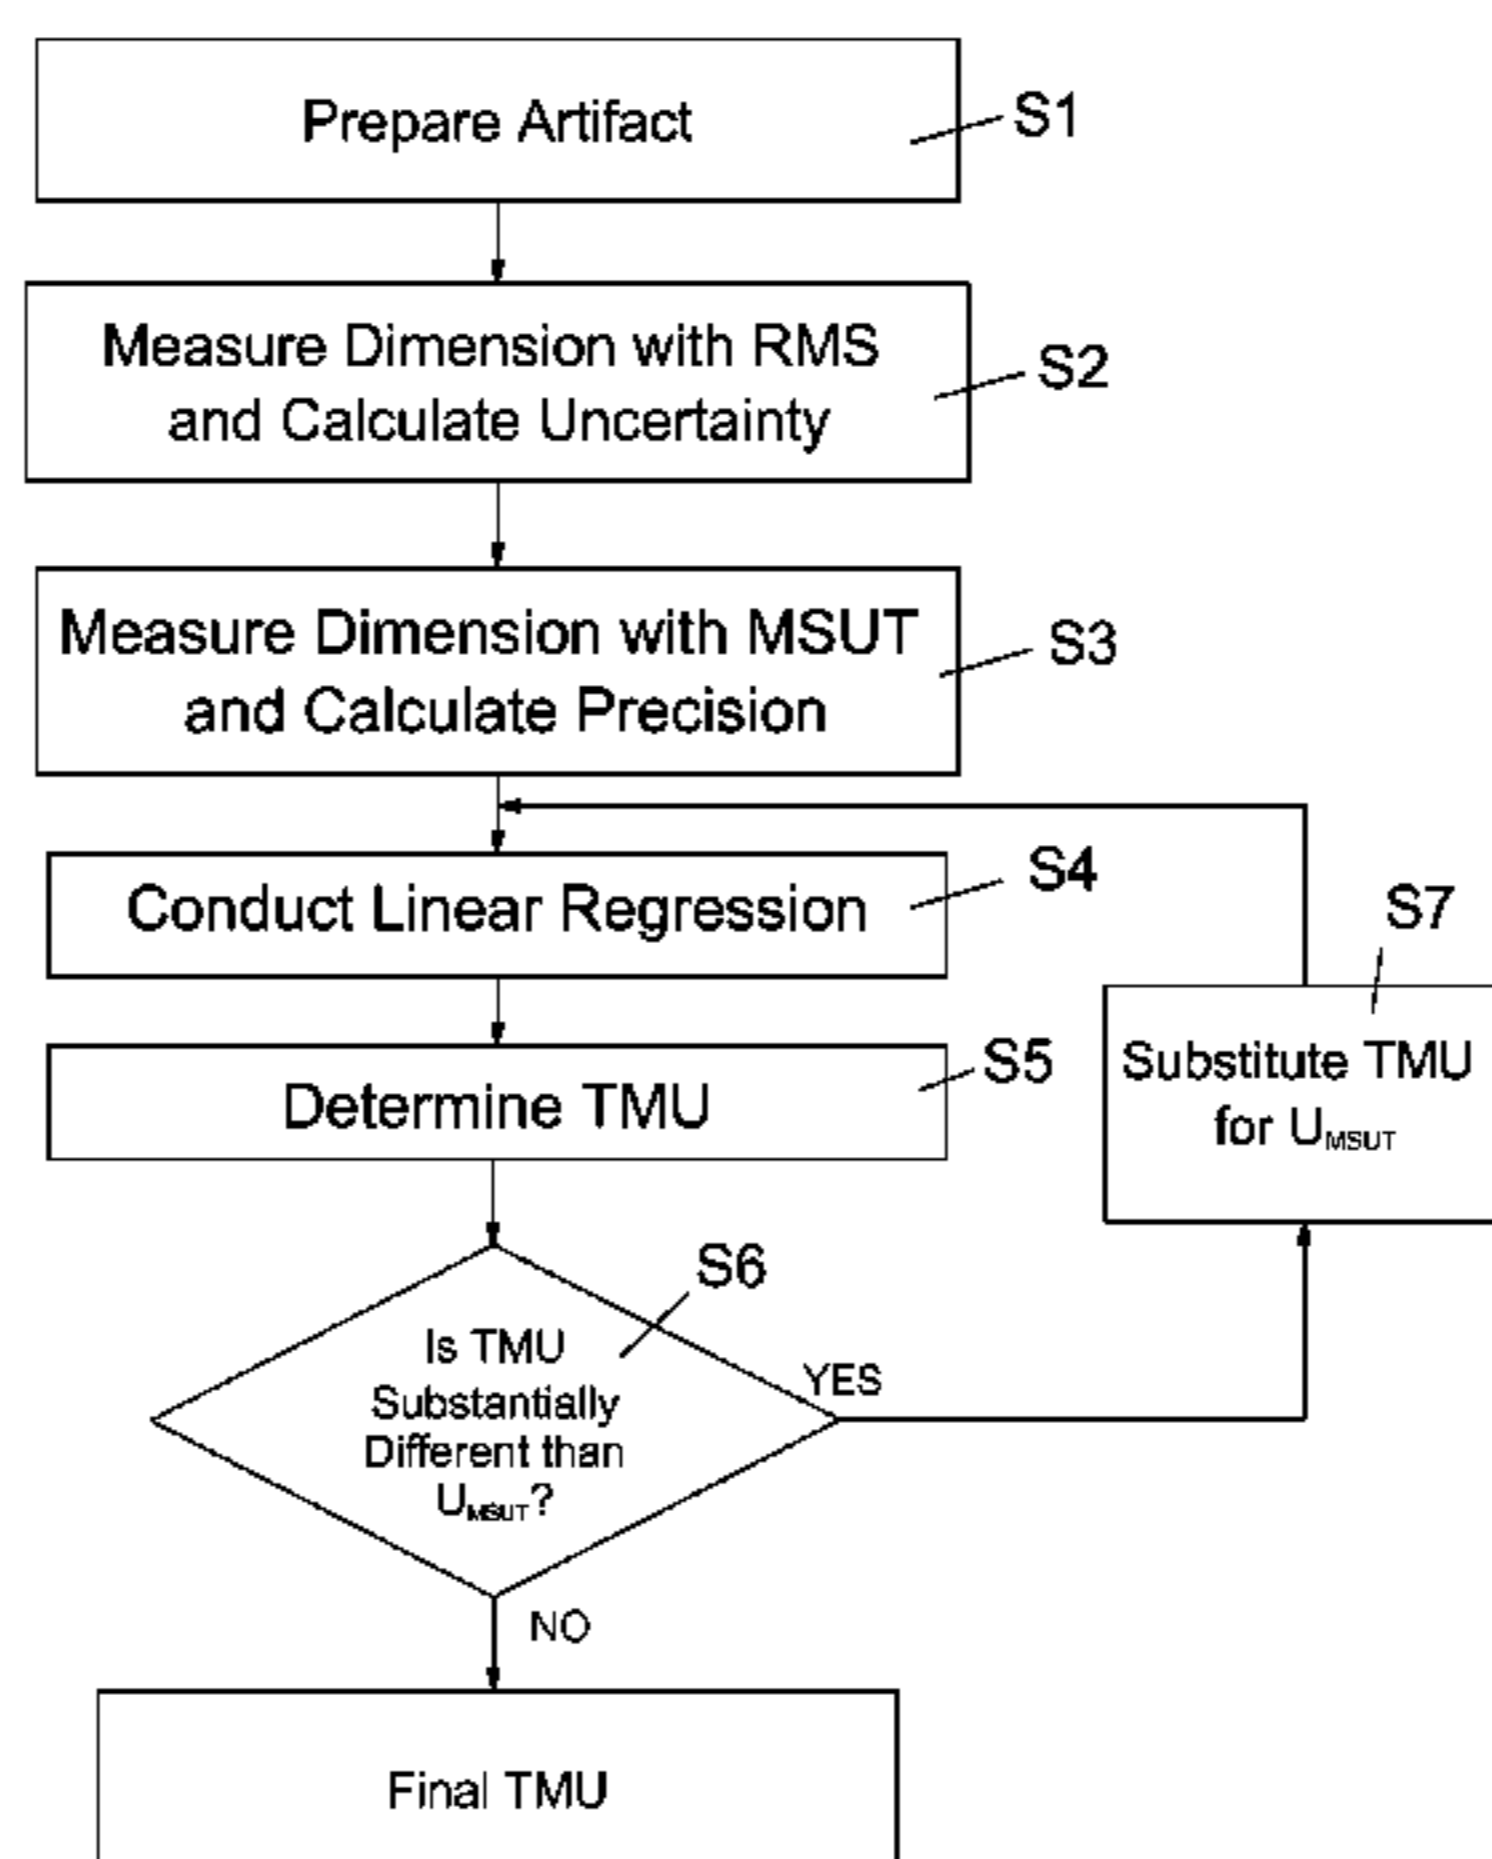 Prepare Artifact
S1
Measure Dimension with RMS
and Calculate Uncertainty
S2
Measure Dimension with MSUT
and Calculate Precision
S3
Conduct Linear Regression
S4
Determine TMU
S5
S7
Substitute TMU
for UMSUT
S6
Is TMU
Substantially
Different than
UMSUT?
YES
NO
Final TMU